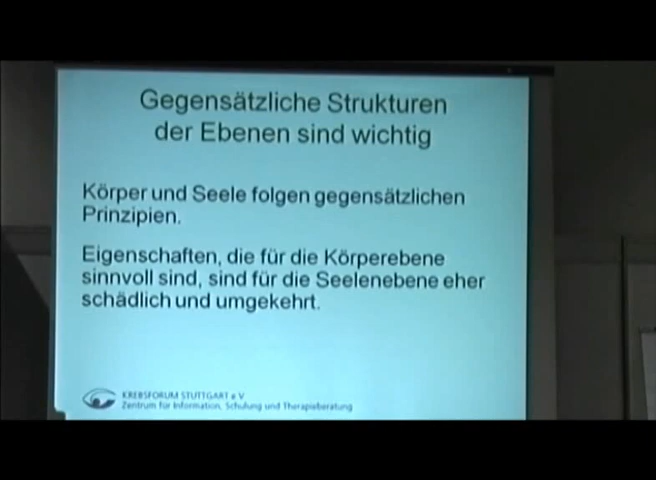 Gegensätzliche Strukturen
der Ebenen sind wichtig
Körper und Seele folgen gegensätzlichen
Prinzipien.
Eigenschaften, die für die Körperebene
sinnvoll sind, sind für die Seelenebene eher
schädlich und umgekehrt.
KREBSFORUM STUTTGART e V
Zentrum für Information, Schulung und Therapieberatung